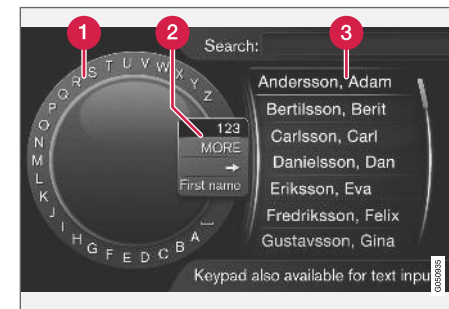 1
2
3
Search:
A B C D E F G H I J K L M N O P Q R S T U V W X Y Z
123
MORE
→
First name
Andersson, Adam
Bertilsson, Berit
Carlsson, Carl
Danielsson, Dan
Eriksson, Eva
Fredriksson, Felix
Gustavsson, Gina
Keypad also available for text input
G050935